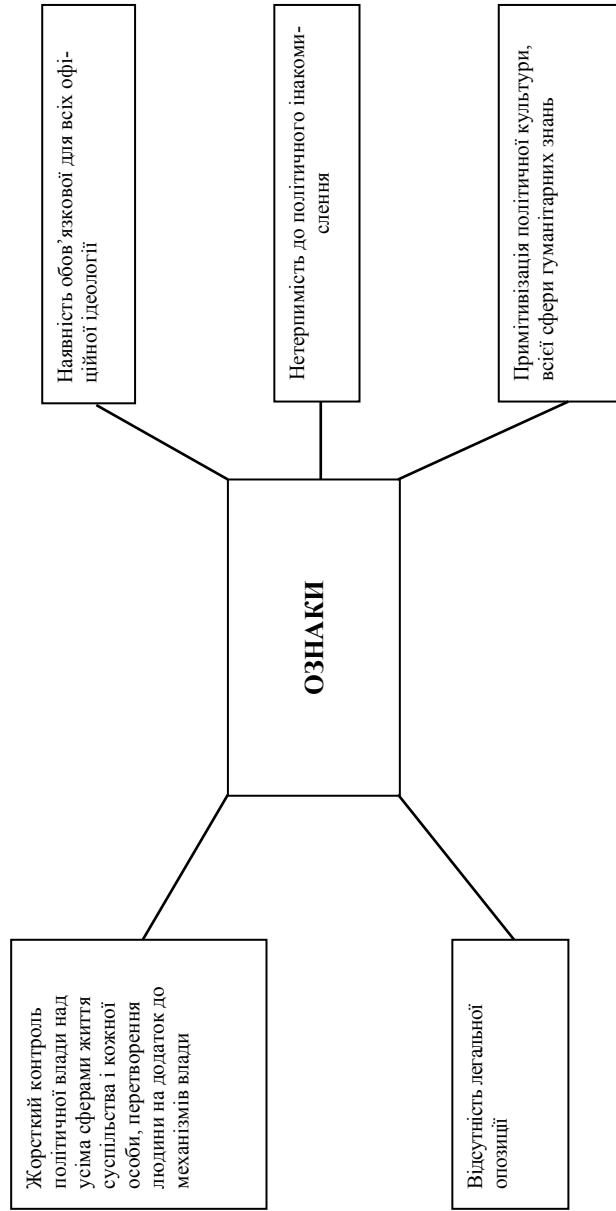 Жорсткий контроль
політичної влади над
усіма сферами життя
суспільства і кожної
особи, перетворення
людини на додаток до
механізмів влади
Відсутність легальної
опозиції
ОЗНАКИ
Наявність обов’язкової для всіх офі-
ційної ідеології
Нетерпимість до політичного інакоми-
слення
Примітивізація політичної культури,
всієї сфери гуманітарних знань